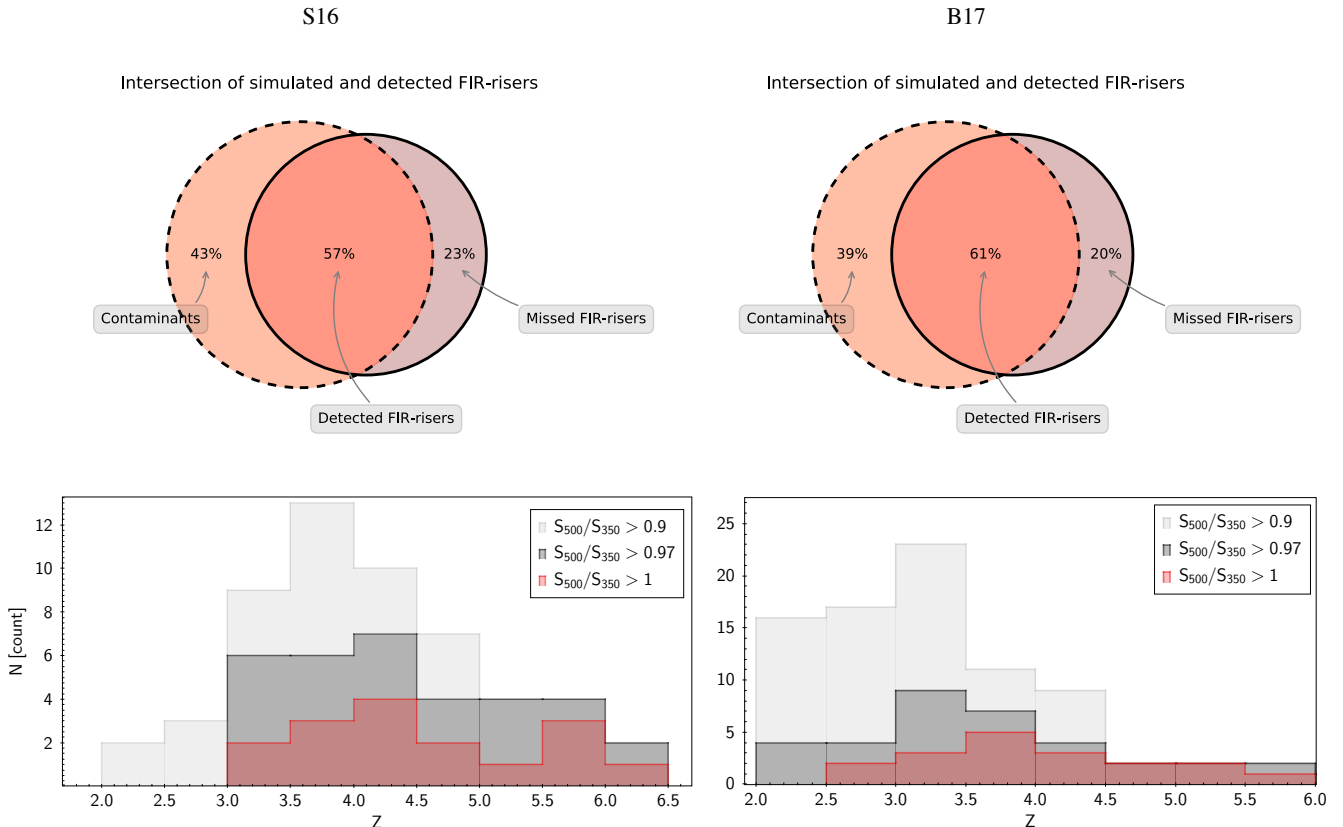 S16
B17
Intersection of simulated and detected FIR-risers
Intersection of simulated and detected FIR-risers
43%
57%
23%
39%
61%
20%
Contaminants
Missed FIR-risers
Contaminants
Missed FIR-risers
Detected FIR-risers
Detected FIR-risers
N [count]
12
10
8
6
4
2
S₅₀₀/S₃₅₀ > 0.9
S₅₀₀/S₃₅₀ > 0.97
S₅₀₀/S₃₅₀ > 1
2.0 2.5 3.0 3.5 4.0 4.5 5.0 5.5 6.0 6.5
Z
25
20
15
10
5
0
S₅₀₀/S₃₅₀ > 0.9
S₅₀₀/S₃₅₀ > 0.97
S₅₀₀/S₃₅₀ > 1
2.0 2.5 3.0 3.5 4.0 4.5 5.0 5.5 6.0
Z